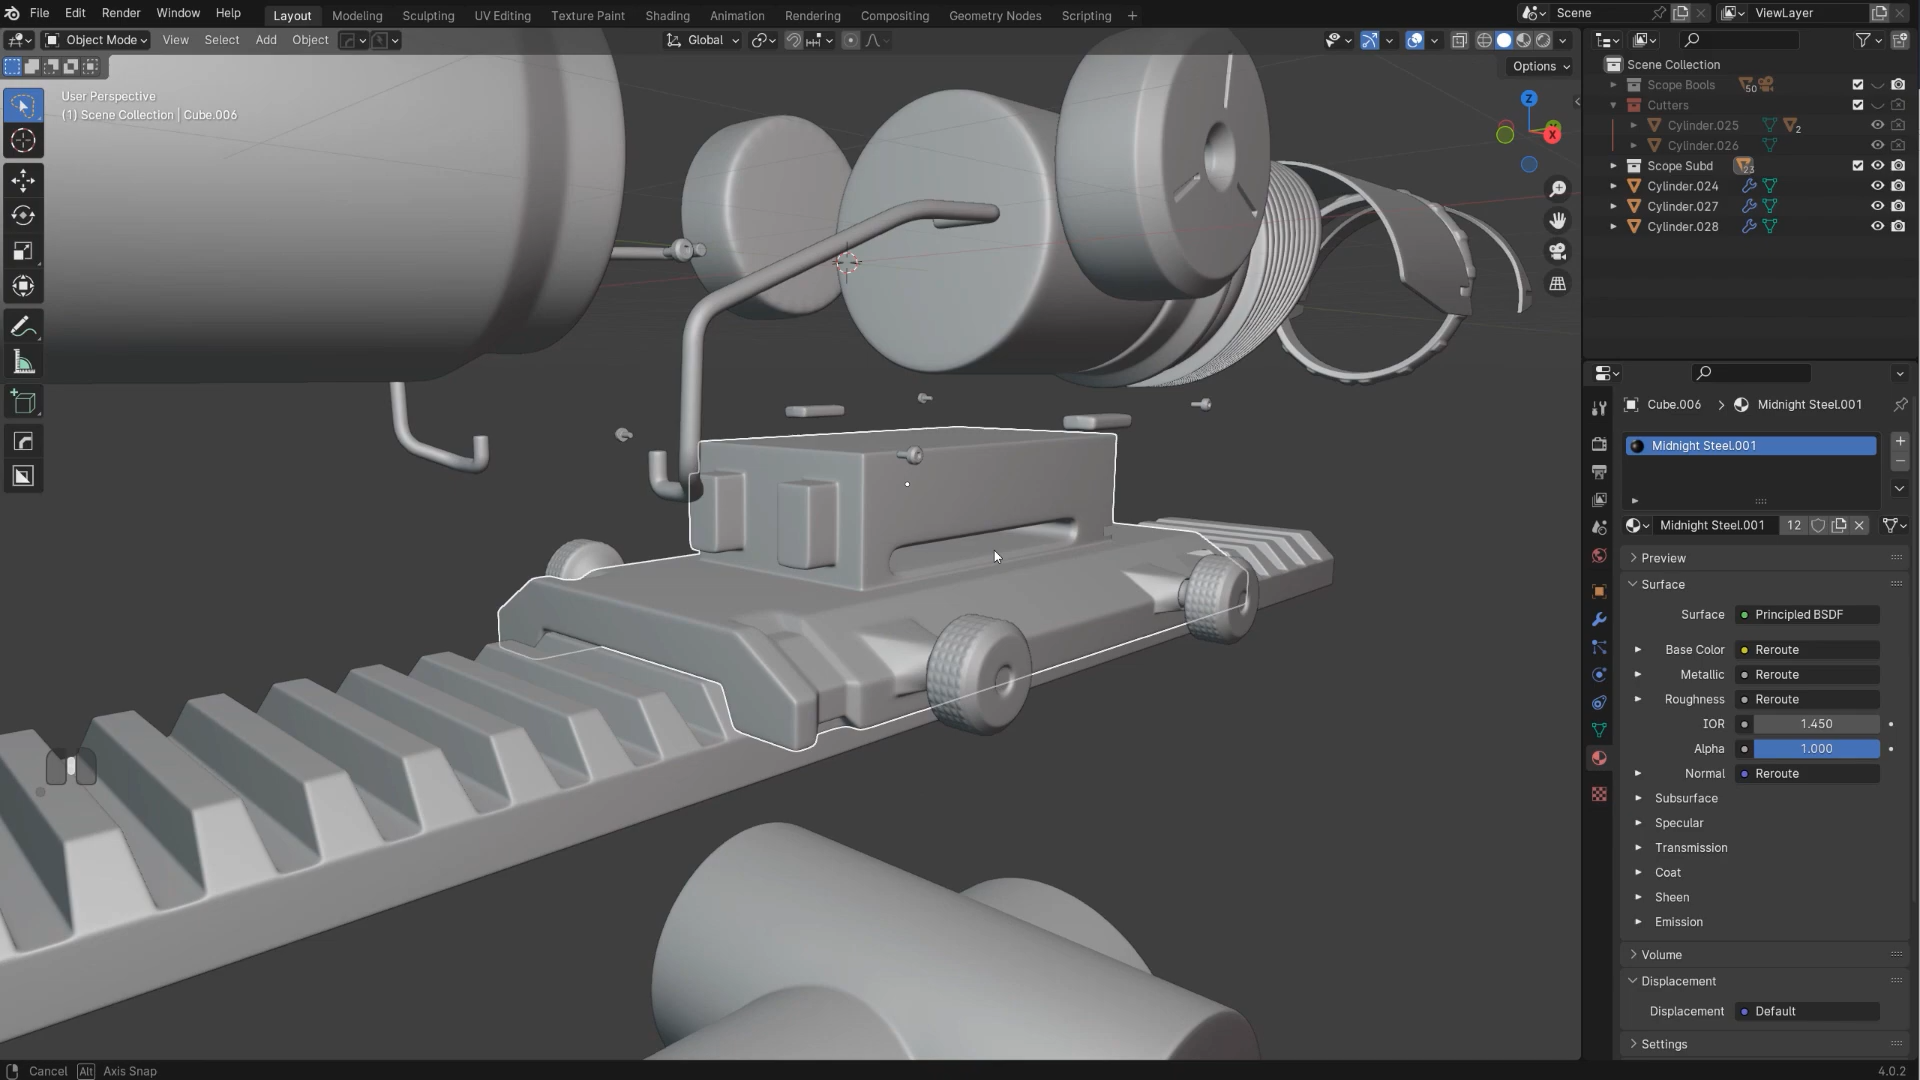 File Edit Render Window Help Layout Modeling Sculpting UV Editing Texture Paint Shading Animation Rendering Compositing Geometry Nodes Scripting + Scene ViewLayer
Object Mode View Select Add Object Global
Options
User Perspective
(1) Scene Collection | Cube.006
Z
X
Scene Collection
Scope Bools 50
Cutters
Cylinder.025 2
Cylinder.026
Scope Subd 23
Cylinder.024
Cylinder.027
Cylinder.028
Cube.006 > Midnight Steel.001
Midnight Steel.001
Midnight Steel.001 12
Preview
Surface
Surface Principled BSDF
Base Color Reroute
Metallic Reroute
Roughness Reroute
IOR 1.450
Alpha 1.000
Normal Reroute
Subsurface
Specular
Transmission
Coat
Sheen
Emission
Volume
Displacement
Displacement Default
Settings
Cancel Alt Axis Snap 4.0.2